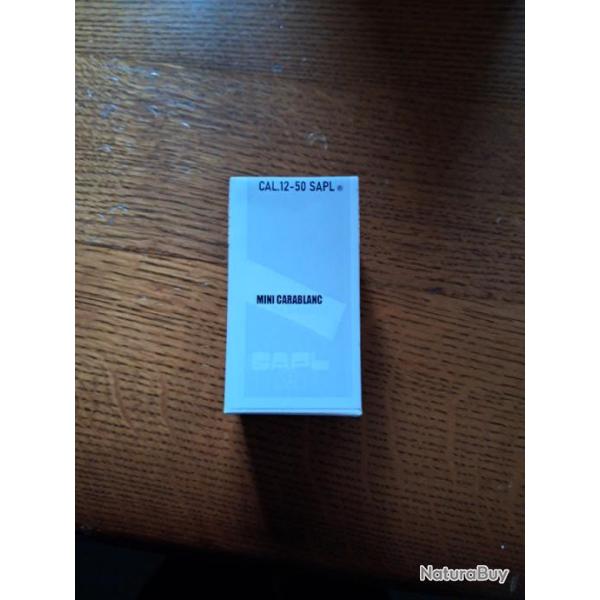 CAL.12-50 SAPL ®
MINI CARABLANC
SAPL
NaturaBuy